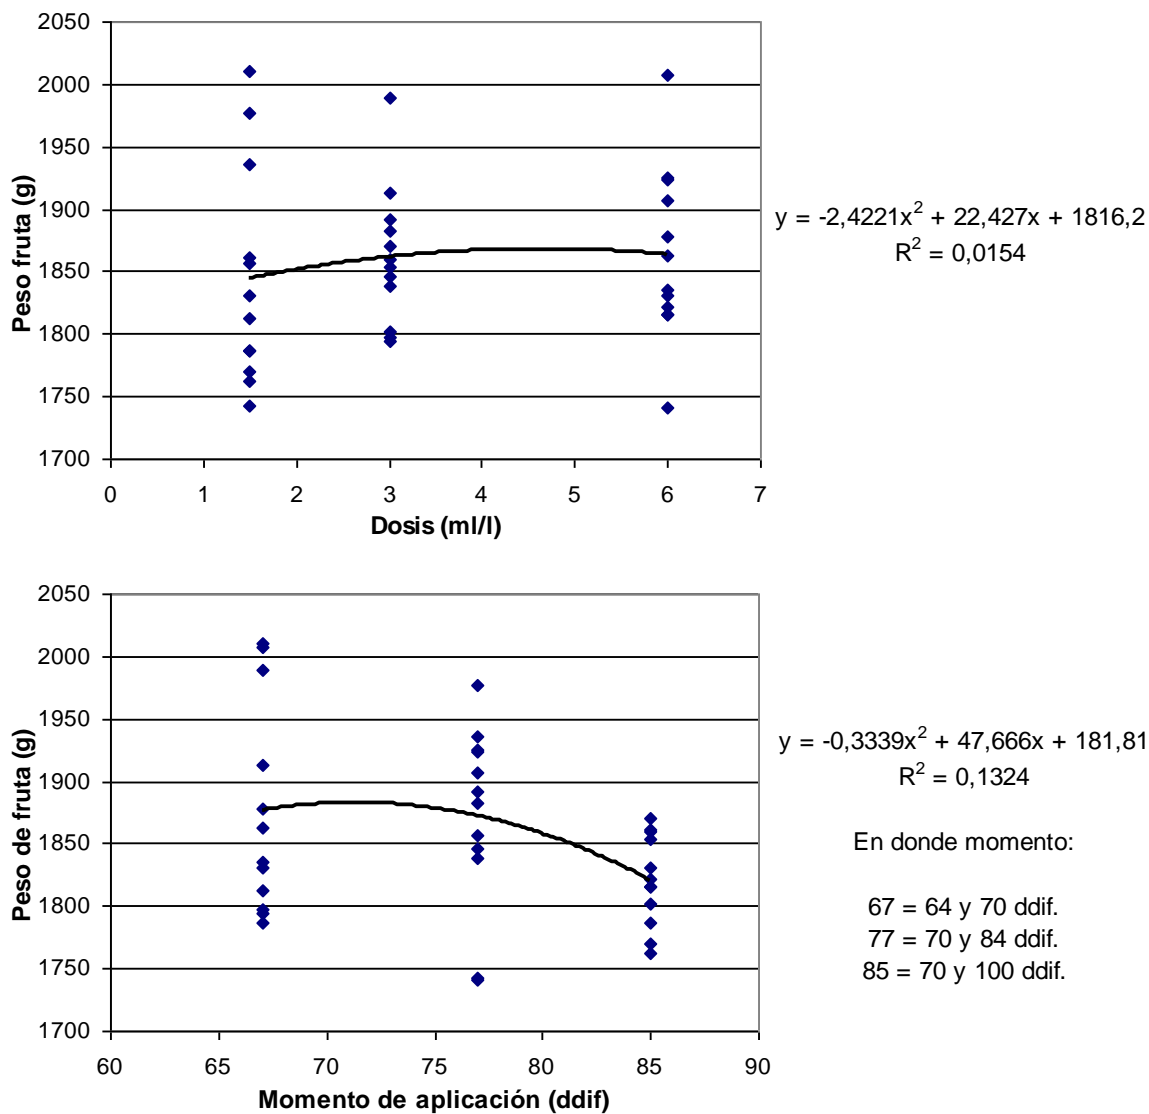 2050
2000
1950
1900
1850
1800
1750
1700
Peso fruta (g)
0 1 2 3 4 5 6 7
Dosis (ml/l)
y = -2,4221x² + 22,427x + 1816,2
R² = 0,0154
2050
2000
1950
1900
1850
1800
1750
1700
Peso de fruta (g)
60 65 70 75 80 85 90
Momento de aplicación (ddif)
y = -0,3339x² + 47,666x + 181,81
R² = 0,1324
En donde momento:
67 = 64 y 70 ddif.
77 = 70 y 84 ddif.
85 = 70 y 100 ddif.